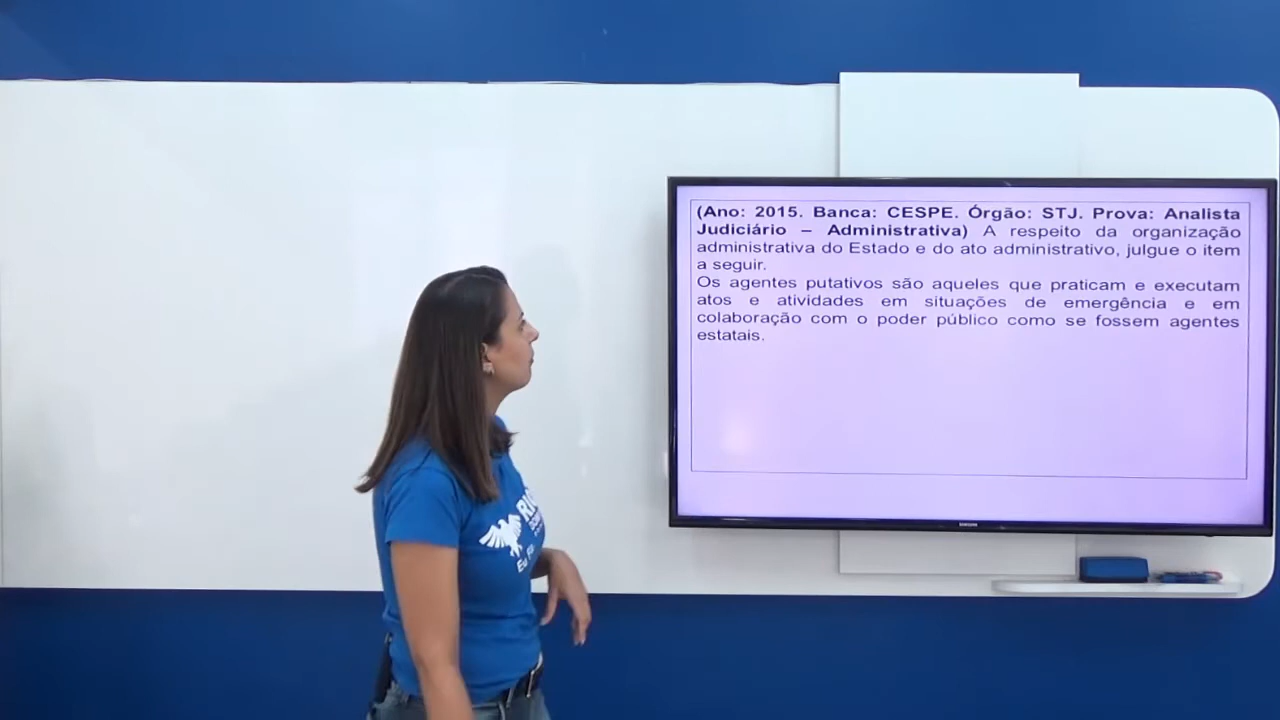 (Ano: 2015. Banca: CESPE. Órgão: STJ. Prova: Analista
Judiciário – Administrativa) A respeito da organização
administrativa do Estado e do ato administrativo, julgue o item
a seguir.
Os agentes putativos são aqueles que praticam e executam
atos e atividades em situações de emergência e em
colaboração com o poder público como se fossem agentes
estatais.
SAMSUNG